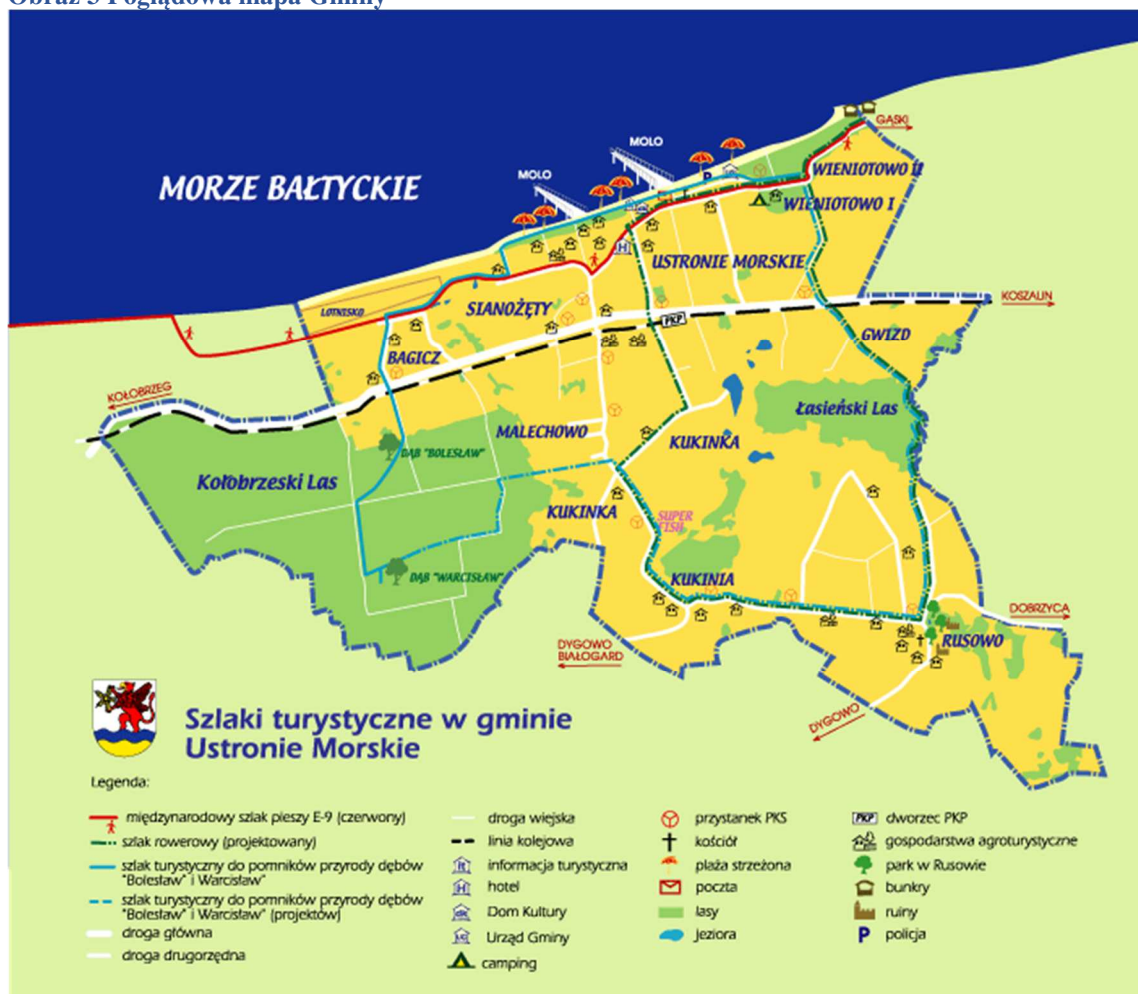 Obraz 5 Poglądowa mapa Gminy
GĄSKI
MOLO
MOLO
MORZE BAŁTYCKIE
WIENIOTOWO II
WIENIOTOWO I
P
H
USTRONIE MORSKIE
KOSZALIN
SIANOŻĘTY
LOTNISKO
PKP
GWIZD
BAGICZ
KOŁOBRZEG
Łasieński Las
MALECHOWO
KUKINKA
DĄB "BOLESŁAW"
Kołobrzeski Las
KUKINKA
SUPER
FISH
DĄB "WARCISŁAW"
KUKINIA
DOBRZYCA
RUSOWO
DYGOWO
BIAŁOGARD
DYGOWO
Szlaki turystyczne w gminie
Ustronie Morskie
Legenda:
międzynarodowy szlak pieszy E-9 (czerwony)
szlak rowerowy (projektowany)
szlak turystyczny do pomników przyrody dębów
"Bolesław" i Warcisław"
szlak turystyczny do pomników przyrody dębów
"Bolesław" i Warcisław" (projektów)
droga główna
droga drugorzędna
droga wiejska
linia kolejowa
it informacja turystyczna
H hotel
DK Dom Kultury
UG Urząd Gminy
camping
przystanek PKS
kościół
plaża strzeżona
poczta
lasy
jeziora
PKP dworzec PKP
gospodarstwa agroturystyczne
park w Rusowie
bunkry
ruiny
P policja